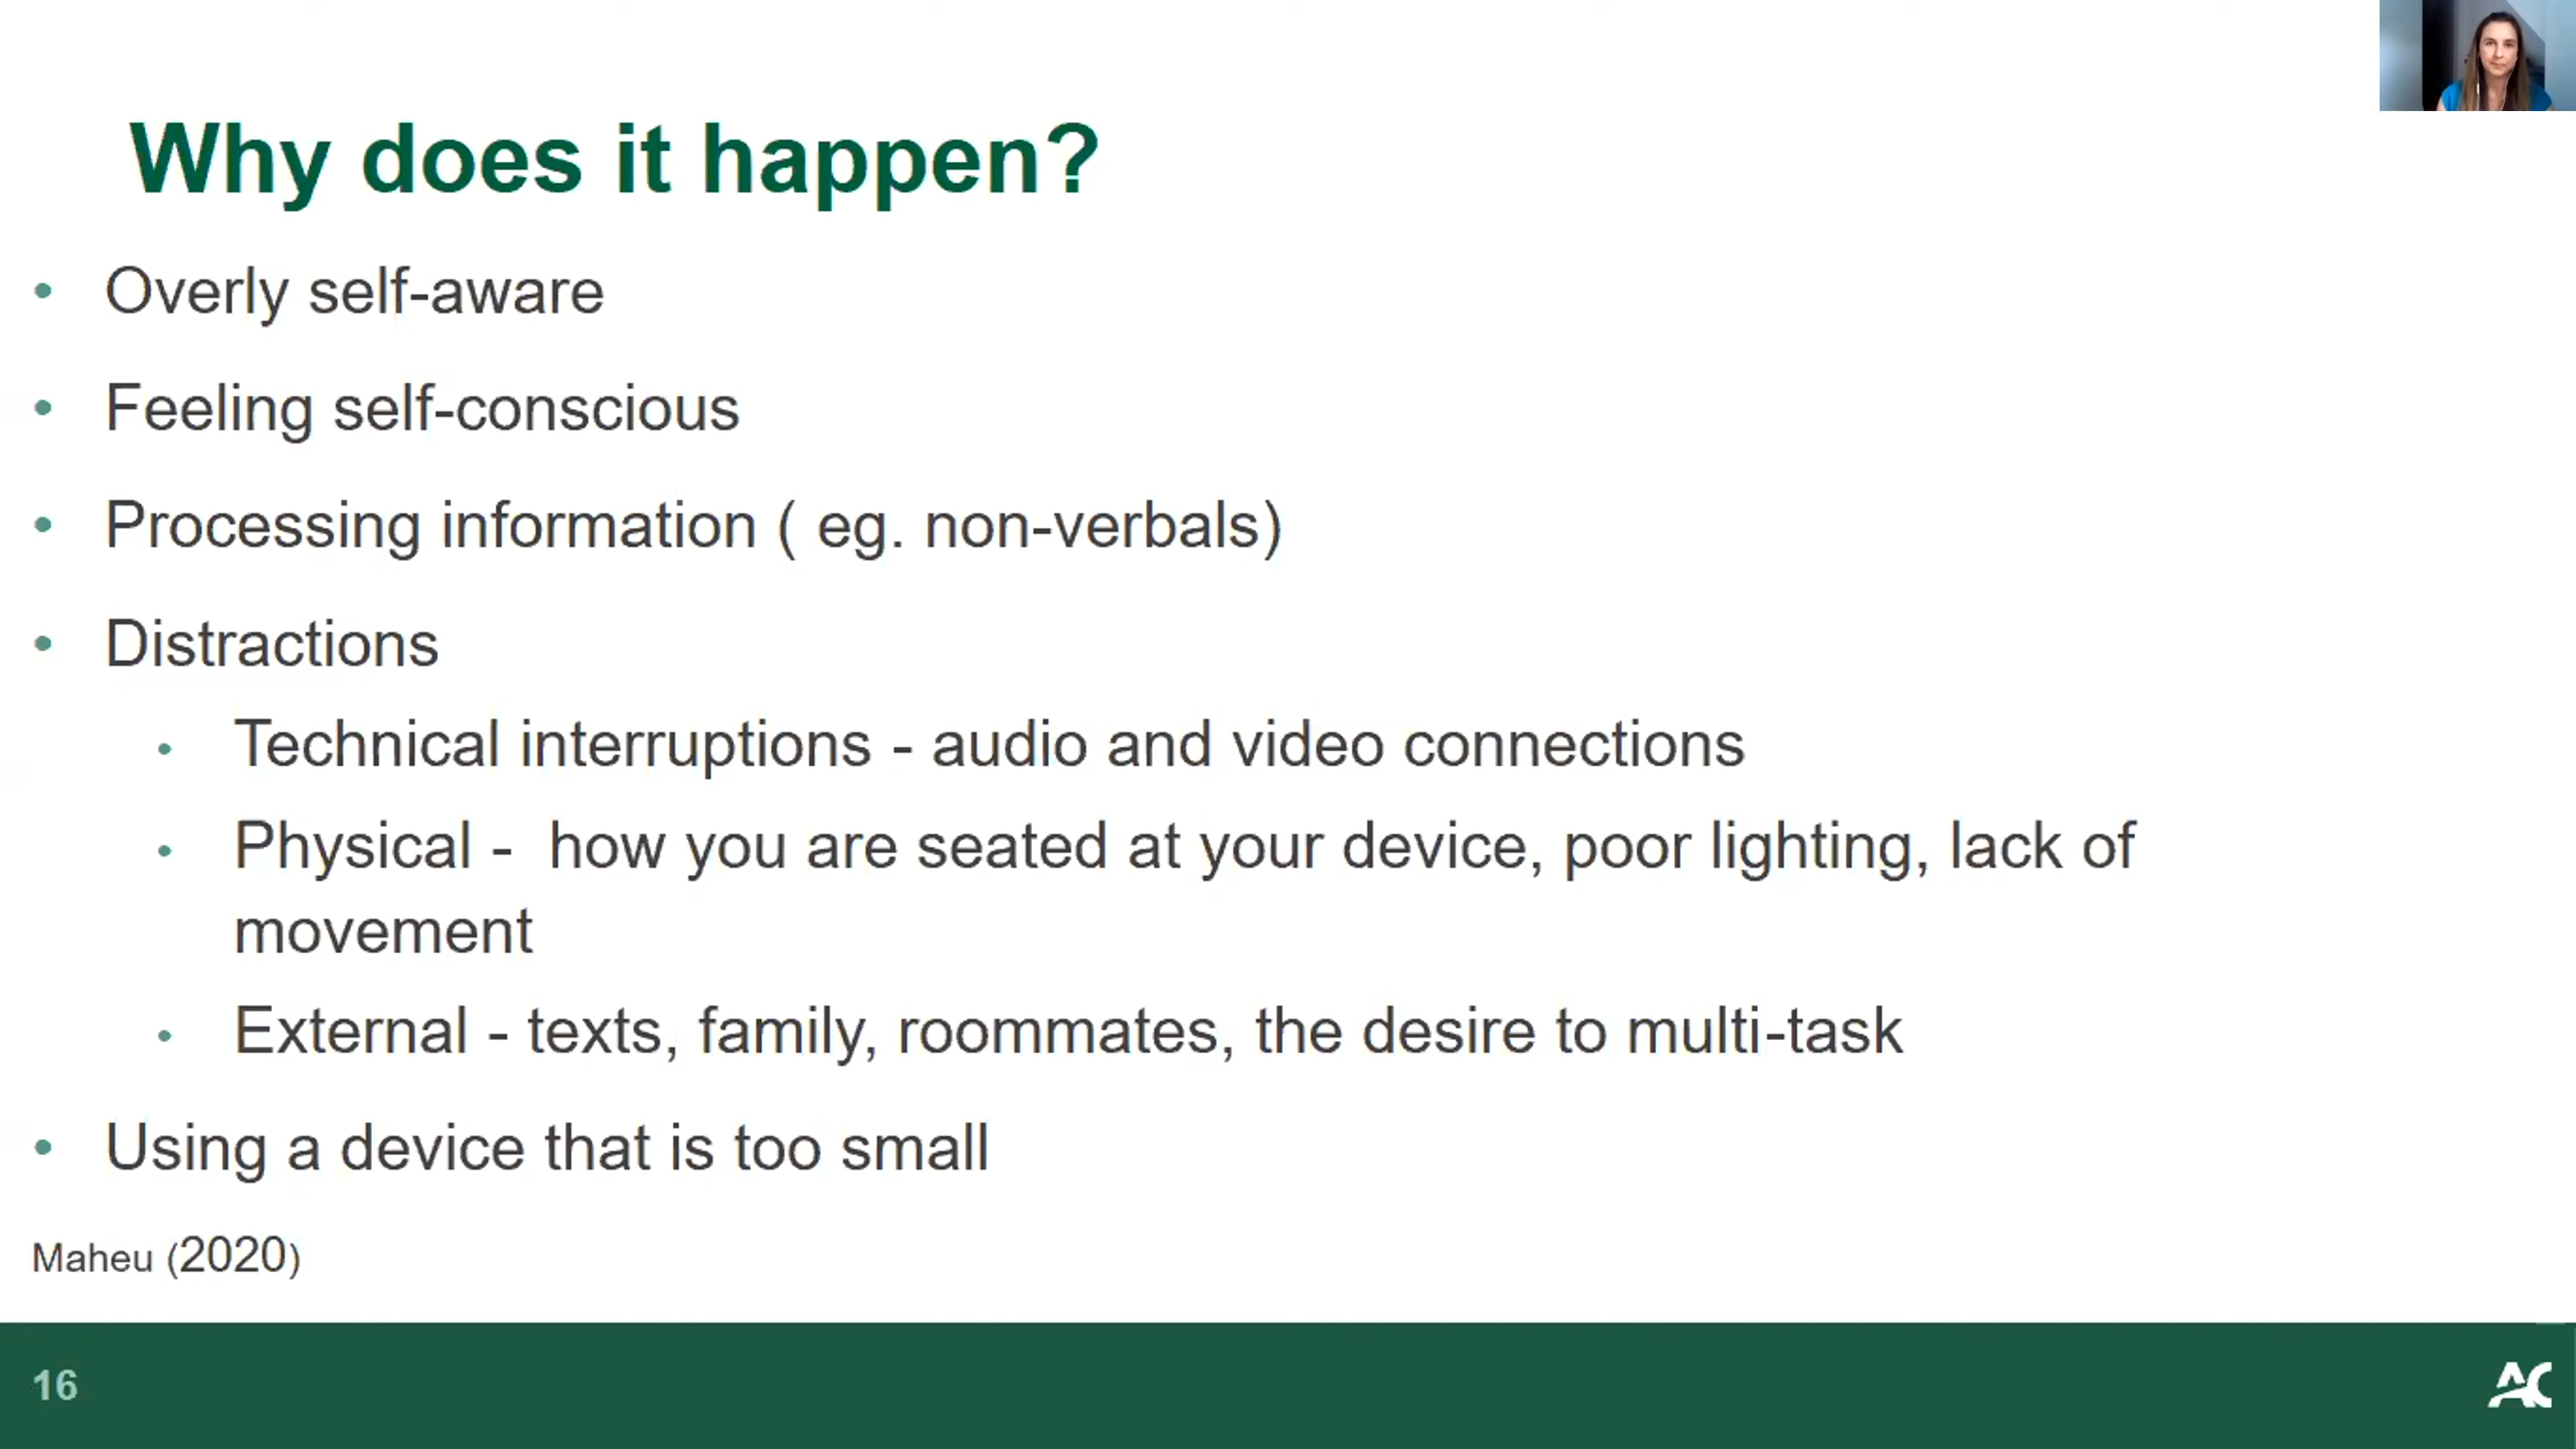 Why does it happen?
• Overly self-aware
• Feeling self-conscious
• Processing information ( eg. non-verbals)
• Distractions
• Technical interruptions - audio and video connections
• Physical -  how you are seated at your device, poor lighting, lack of
movement
• External - texts, family, roommates, the desire to multi-task
• Using a device that is too small
Maheu (2020)
16
AC